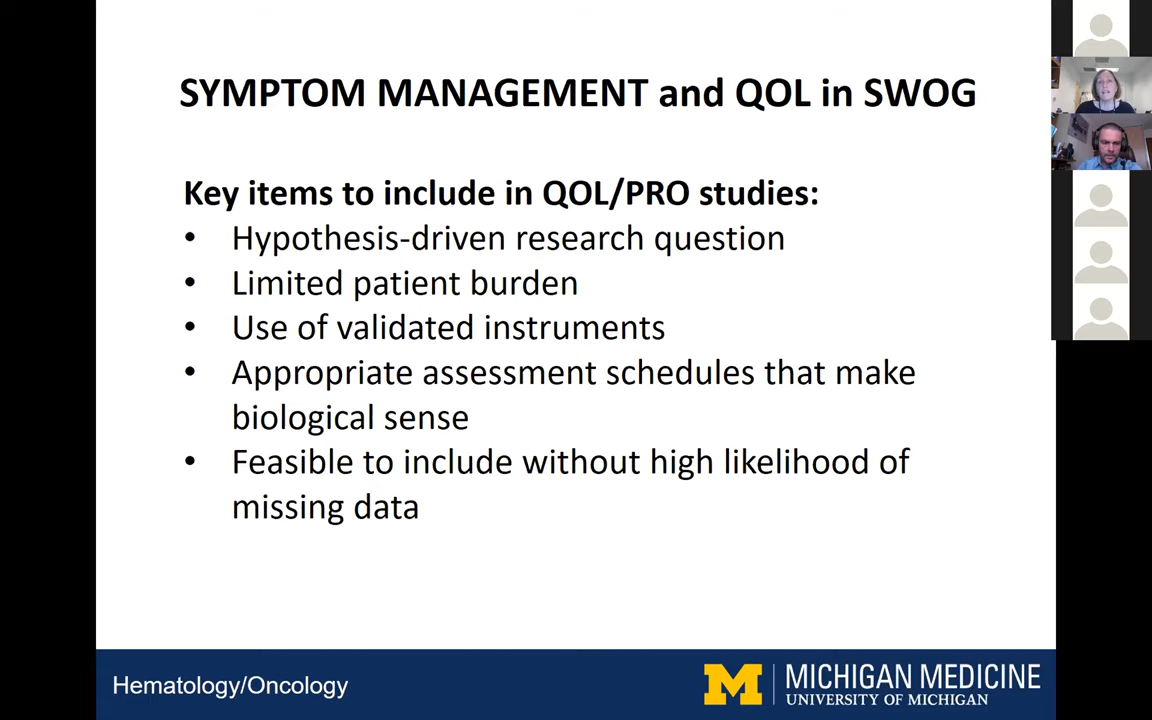 SYMPTOM MANAGEMENT and QOL in SWOG
Key items to include in QOL/PRO studies:
• Hypothesis-driven research question
• Limited patient burden
• Use of validated instruments
• Appropriate assessment schedules that make
biological sense
• Feasible to include without high likelihood of
missing data
Hematology/Oncology
M MICHIGAN MEDICINE
UNIVERSITY OF MICHIGAN